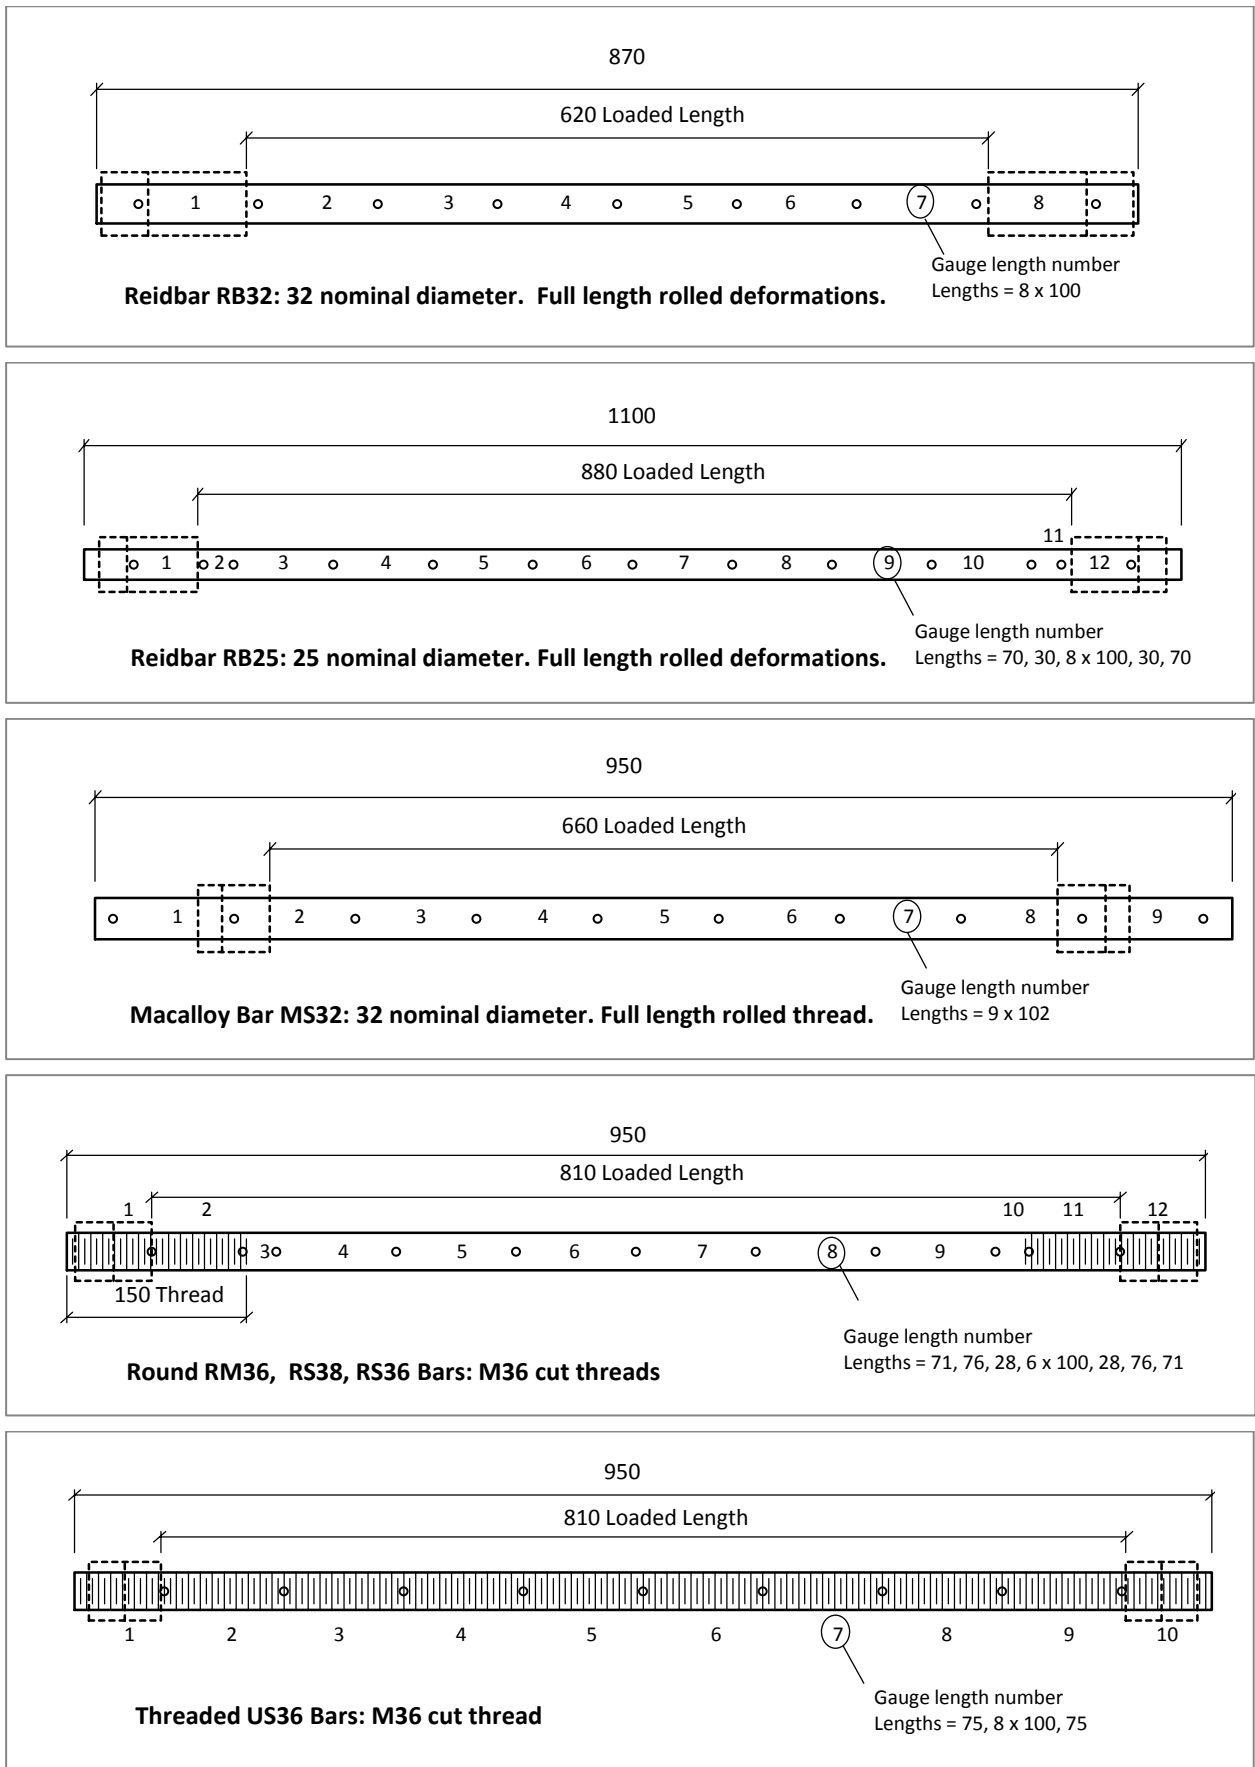 870
620 Loaded Length
1 2 3 4 5 6 7 8
Gauge length number
Lengths = 8 x 100
Reidbar RB32: 32 nominal diameter.  Full length rolled deformations.
1100
880 Loaded Length
11
1 2 3 4 5 6 7 8 9 10 12
Gauge length number
Lengths = 70, 30, 8 x 100, 30, 70
Reidbar RB25: 25 nominal diameter. Full length rolled deformations.
950
660 Loaded Length
1 2 3 4 5 6 7 8 9
Gauge length number
Lengths = 9 x 102
Macalloy Bar MS32: 32 nominal diameter. Full length rolled thread.
950
810 Loaded Length
1 2 10 11 12
3 4 5 6 7 8 9
150 Thread
Gauge length number
Lengths = 71, 76, 28, 6 x 100, 28, 76, 71
Round RM36,  RS38, RS36 Bars: M36 cut threads
950
810 Loaded Length
1 2 3 4 5 6 7 8 9 10
Gauge length number
Lengths = 75, 8 x 100, 75
Threaded US36 Bars: M36 cut thread